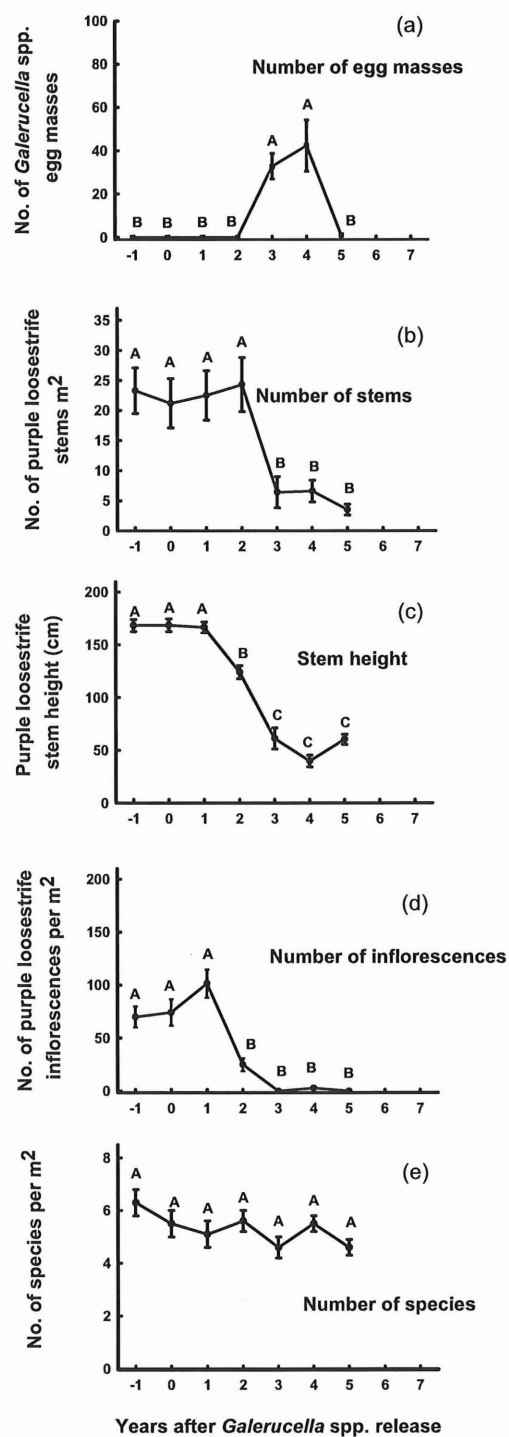 (a)
Number of egg masses
No. of Galerucella spp.
egg masses
100
80
60
40
20
0
B B B B A A B
-1 0 1 2 3 4 5 6 7
(b)
Number of stems
No. of purple loosestrife
stems m2
35
30
25
20
15
10
5
0
A A A A B B B
-1 0 1 2 3 4 5 6 7
(c)
Stem height
Purple loosestrife
stem height (cm)
200
150
100
50
0
A A A B C C C
-1 0 1 2 3 4 5 6 7
(d)
Number of inflorescences
No. of purple loosestrife
inflorescences per m2
200
150
100
50
0
A A A B B B B
-1 0 1 2 3 4 5 6 7
(e)
Number of species
No. of species per m2
8
6
4
2
0
A A A A A A A
-1 0 1 2 3 4 5 6 7
Years after Galerucella spp. release